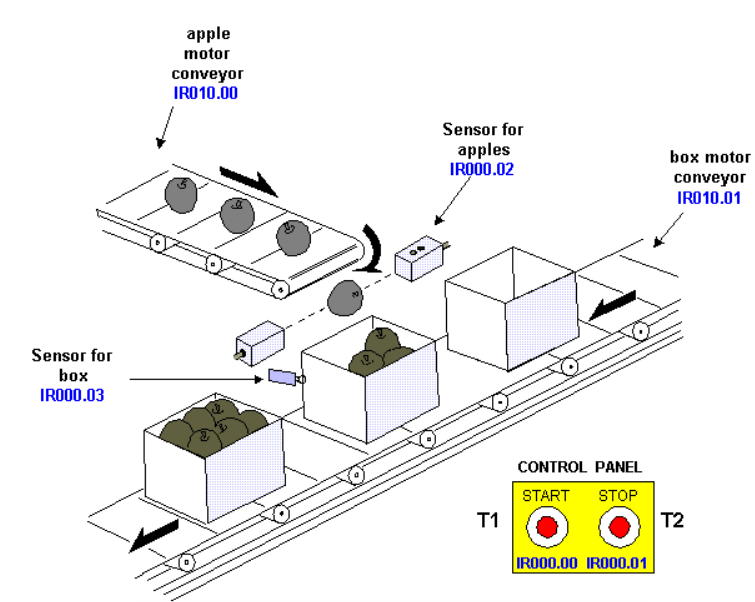 apple
motor
conveyor
IR010.00
Sensor for
apples
IR000.02
box motor
conveyor
IR010.01
Sensor for
box
IR000.03
CONTROL PANEL
START STOP
T1 T2
IR000.00 IR000.01